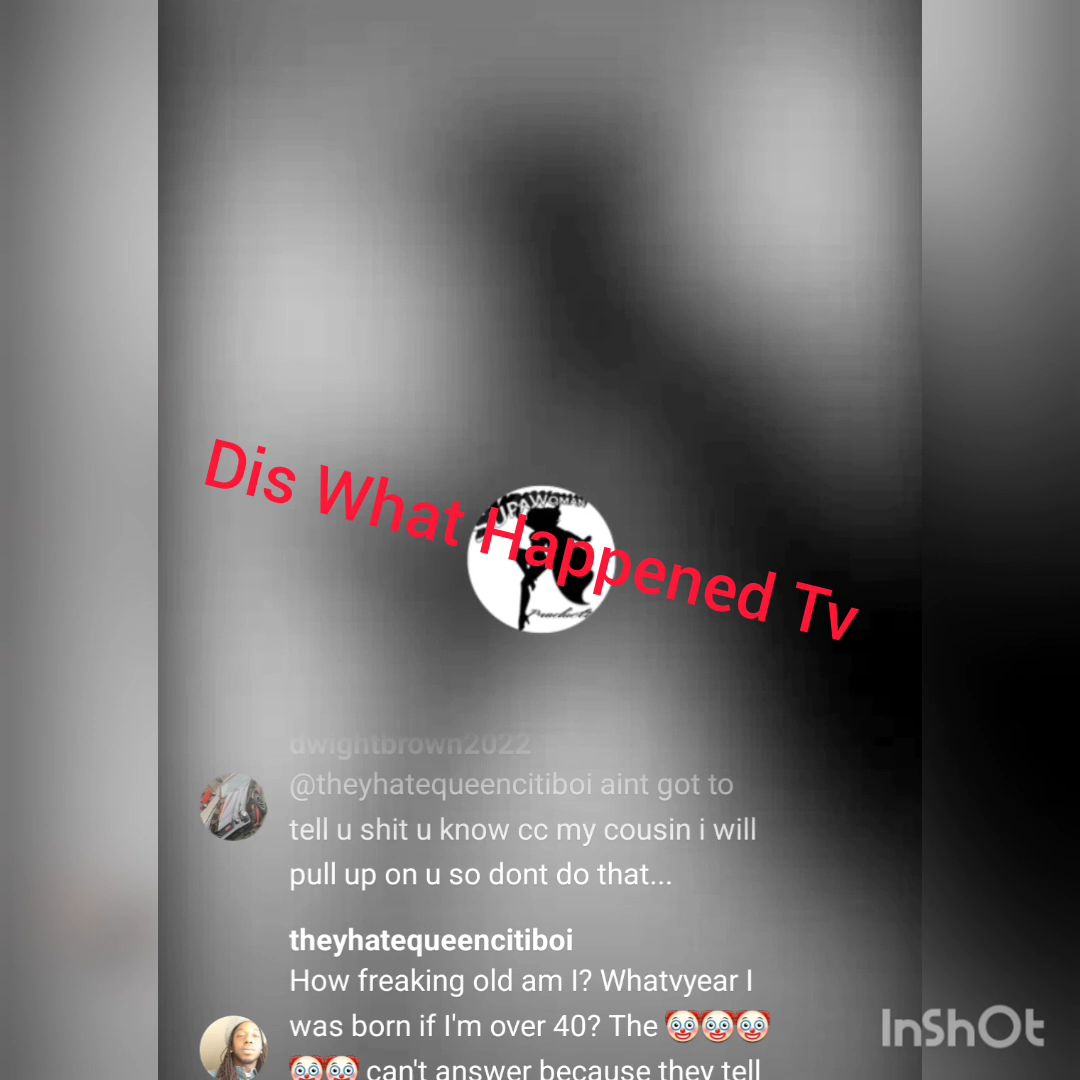 Dis What Happened Tv
SUPAWOMAN
dwightbrown2022
@theyhatequeencitiboi aint got to
tell u shit u know cc my cousin i will
pull up on u so dont do that...
theyhatequeencitiboi
How freaking old am I? Whatvyear I
was born if I'm over 40? The 🤡🤡🤡
🤡🤡 can't answer because they tell
InShOt